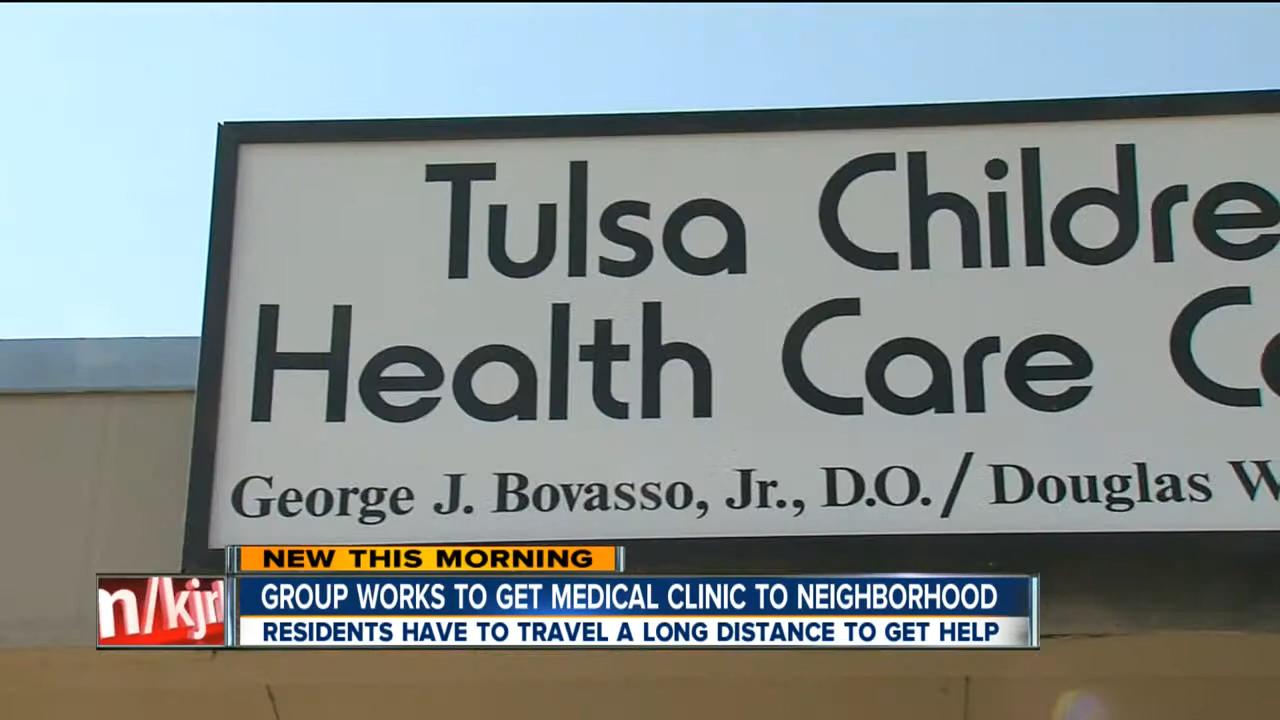 Tulsa Childre
Health Care Ce
George J. Bovasso, Jr., D.O. / Douglas W
NEW THIS MORNING
n/kjrh
GROUP WORKS TO GET MEDICAL CLINIC TO NEIGHBORHOOD
RESIDENTS HAVE TO TRAVEL A LONG DISTANCE TO GET HELP